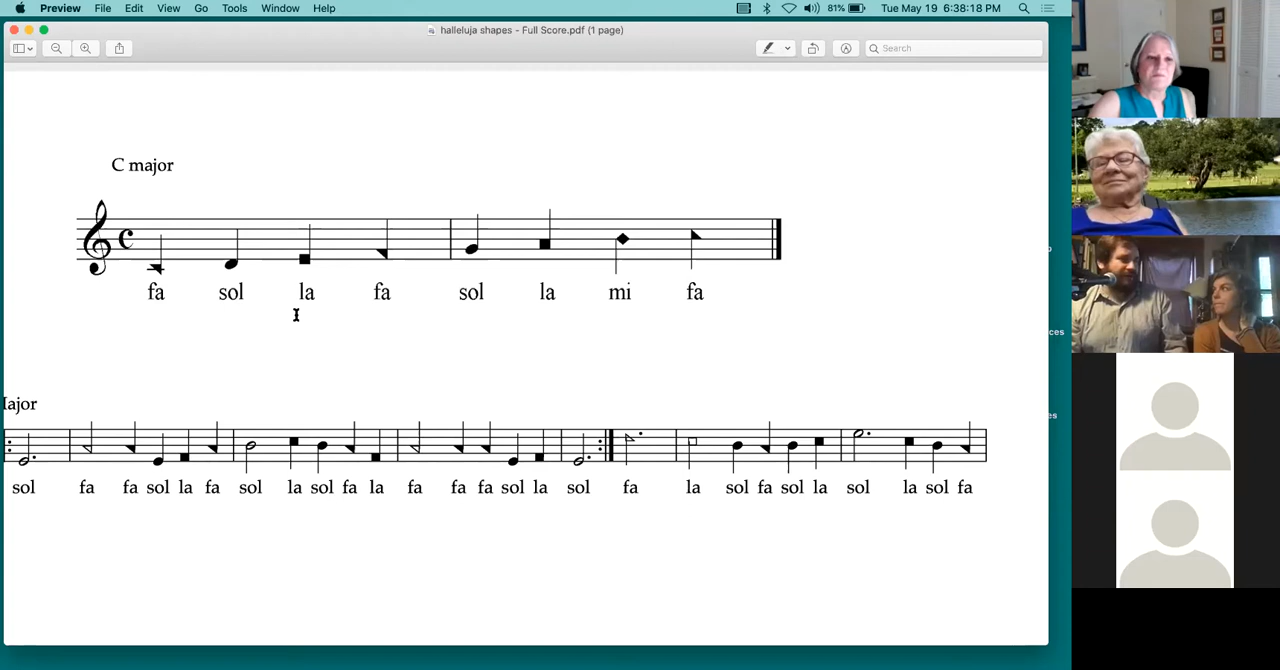 Preview File Edit View Go Tools Window Help 81% Tue May 19 6:38:18 PM
halleluja shapes - Full Score.pdf (1 page)
Search
C major
fa sol la fa sol la mi fa
ces
es
sol fa fa sol la fa sol la sol fa la fa fa fa sol la sol fa la sol fa sol la sol la sol fa